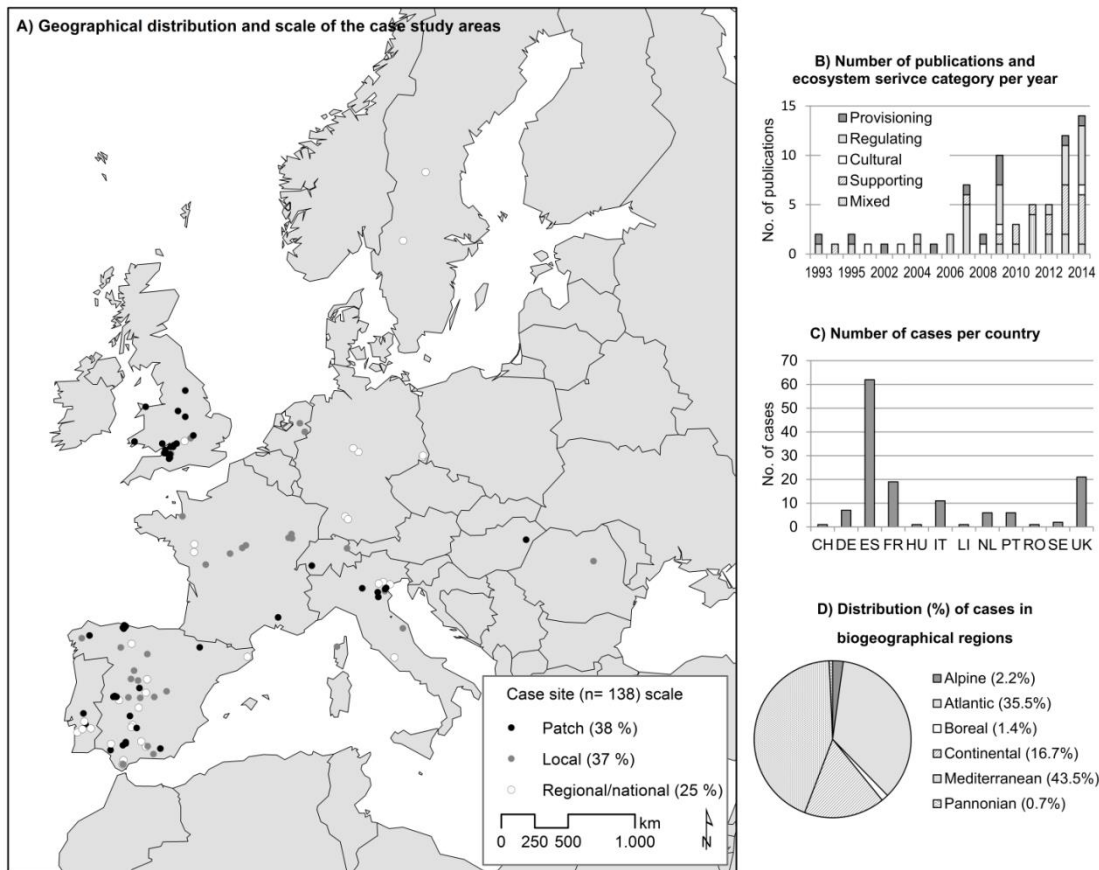 A) Geographical distribution and scale of the case study areas
Case site (n= 138) scale
Patch (38 %)
Local (37 %)
Regional/national (25 %)
km
0 250 500 1.000
N
B) Number of publications and
ecosystem serivce category per year
No. of publications
15
10
5
0
Provisioning
Regulating
Cultural
Supporting
Mixed
1993 1995 2002 2004 2006 2008 2010 2012 2014
C) Number of cases per country
No. of cases
70
60
50
40
30
20
10
0
CH DE ES FR HU IT LI NL PT RO SE UK
D) Distribution (%) of cases in
biogeographical regions
Alpine (2.2%)
Atlantic (35.5%)
Boreal (1.4%)
Continental (16.7%)
Mediterranean (43.5%)
Pannonian (0.7%)